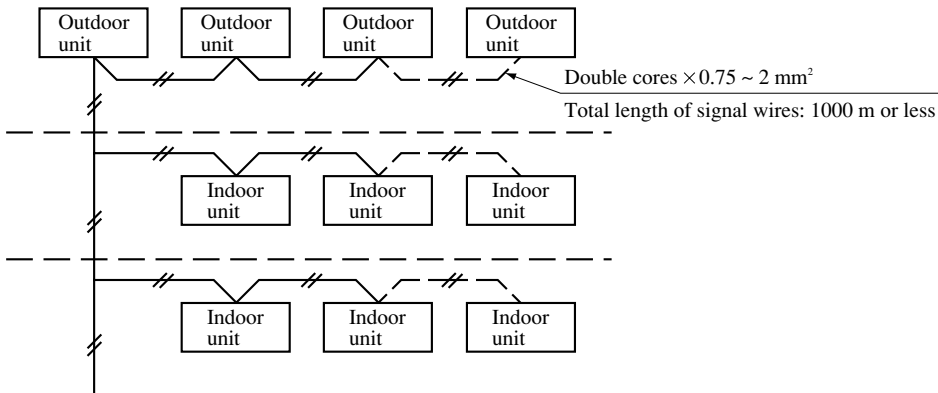 Outdoor
unit
Outdoor
unit
Outdoor
unit
Outdoor
unit
Double cores ×0.75 ~ 2 mm²
Total length of signal wires: 1000 m or less
Indoor
unit
Indoor
unit
Indoor
unit
Indoor
unit
Indoor
unit
Indoor
unit